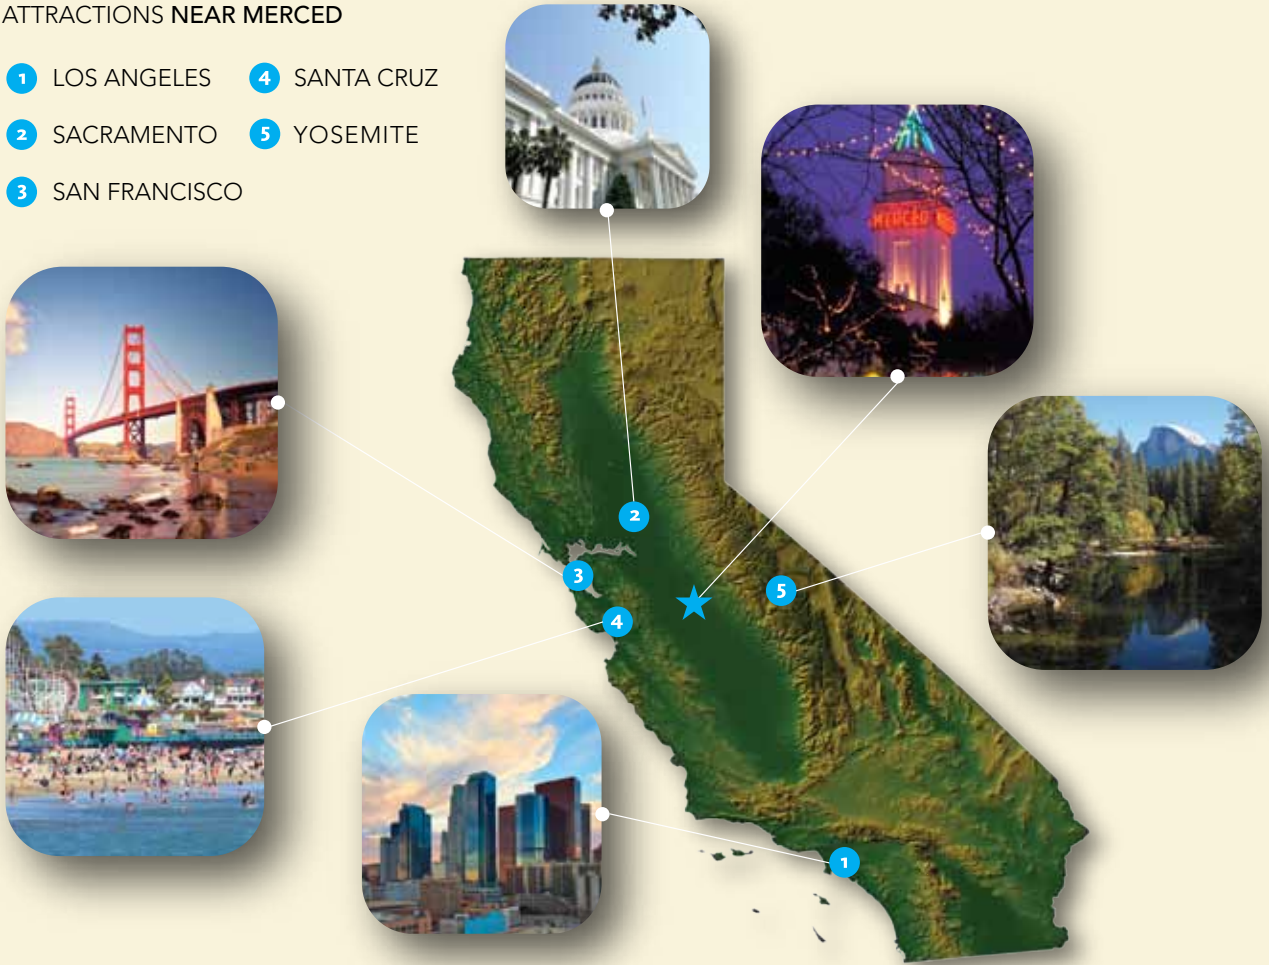 ATTRACTIONS NEAR MERCED
1 LOS ANGELES
2 SACRAMENTO
3 SAN FRANCISCO
4 SANTA CRUZ
5 YOSEMITE
MERCED
2
3
5
4
1